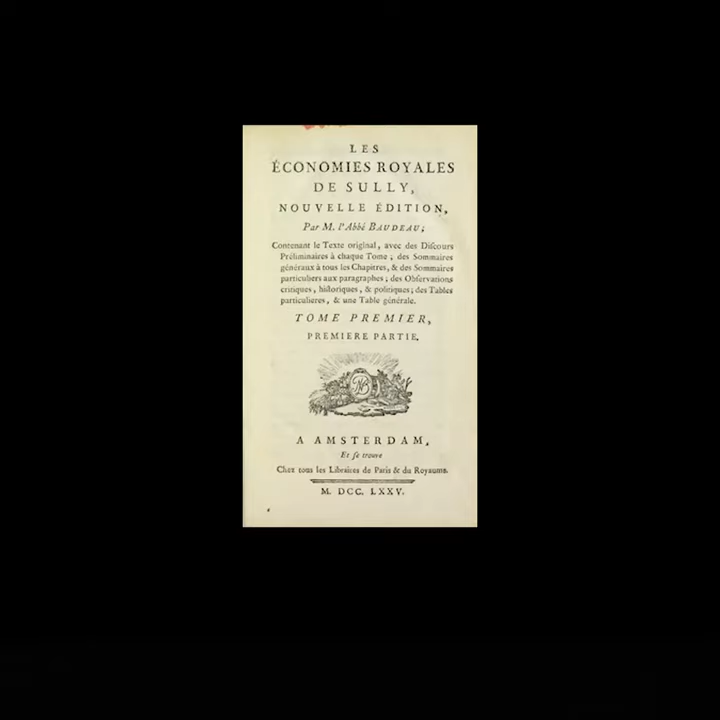 LES
ÉCONOMIES ROYALES
DE SULLY,
NOUVELLE ÉDITION,
Par M. l'Abbé BAUDEAU;
Contenant le Texte original, avec des Diſcours
Préliminaires à chaque Tome; des Sommaires
généraux à tous les Chapitres, & des Sommaires
particuliers aux paragraphes; des Obſervations
critiques, hiſtoriques, & politiques; des Tables
particulieres, & une Table générale.
TOME PREMIER,
PREMIERE PARTIE.
A AMSTERDAM,
Et ſe trouve
Chez tous les Libraires de Paris & du Royaume.
M. DCC. LXXV.